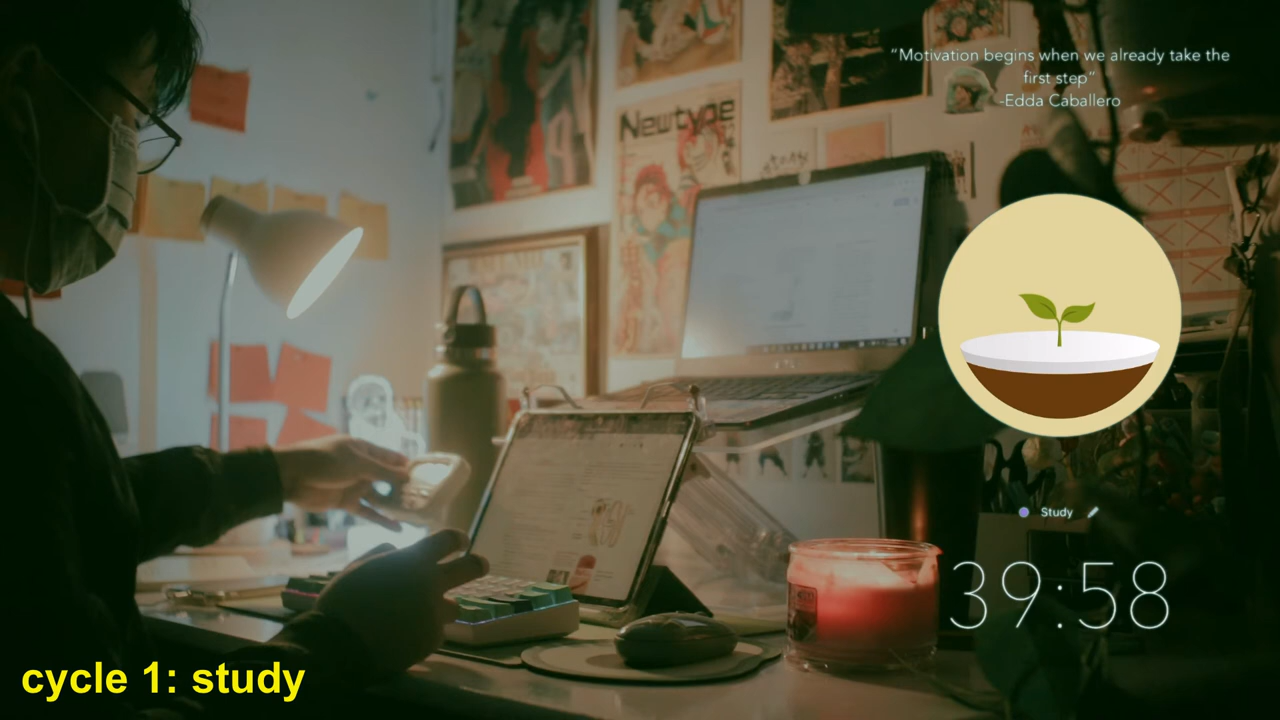 “Motivation begins when we already take the
first step”
-Edda Caballero
Newtype
Study
39:58
cycle 1: study